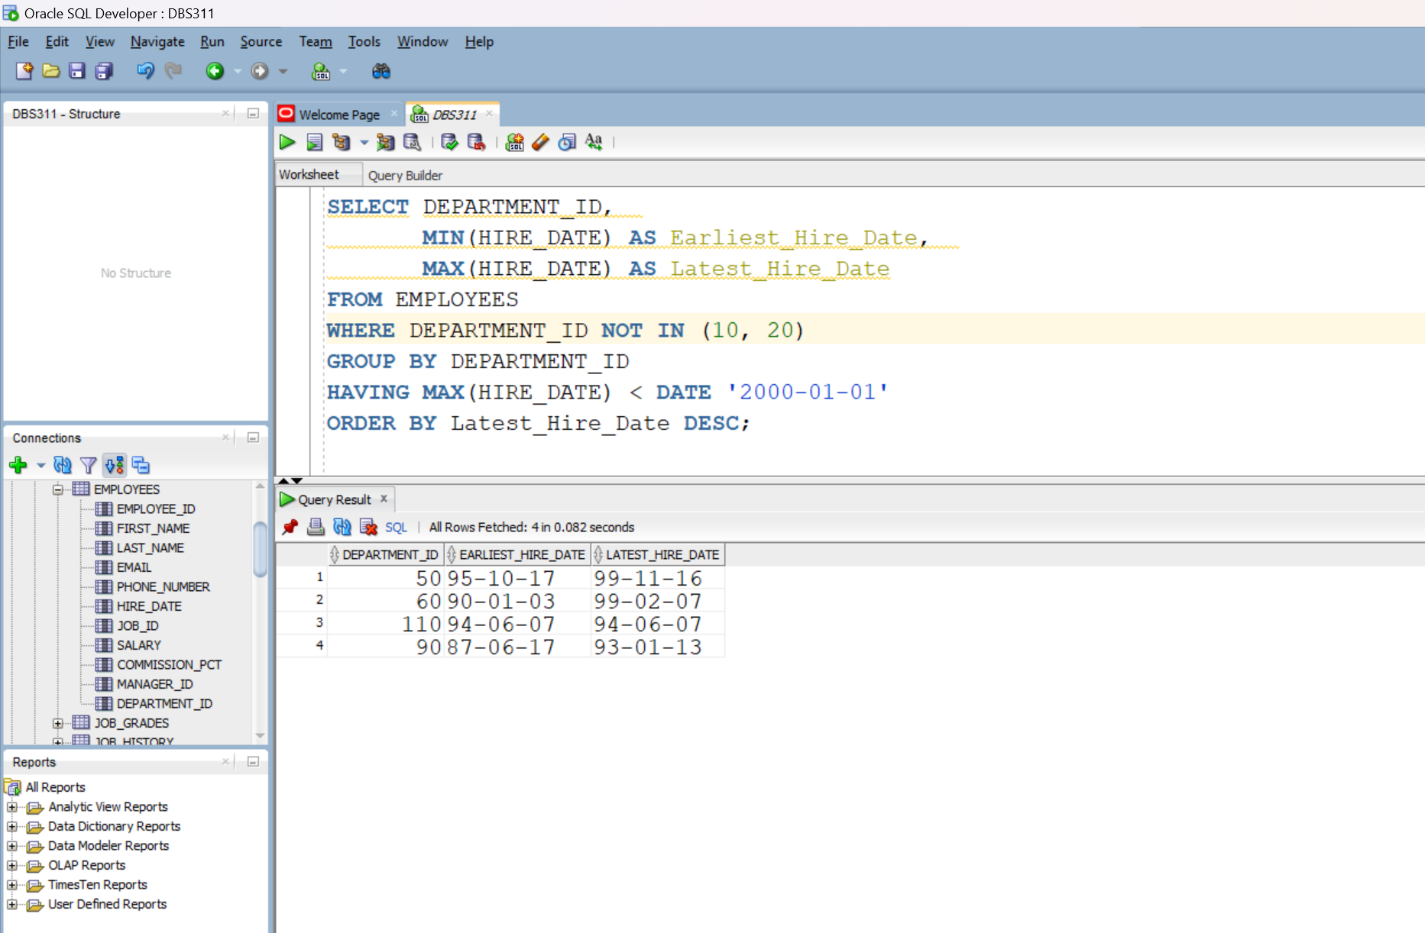 Oracle SQL Developer : DBS311
File Edit View Navigate Run Source Team Tools Window Help
DBS311 - Structure
No Structure
Connections
EMPLOYEES
EMPLOYEE_ID
FIRST_NAME
LAST_NAME
EMAIL
PHONE_NUMBER
HIRE_DATE
JOB_ID
SALARY
COMMISSION_PCT
MANAGER_ID
DEPARTMENT_ID
JOB_GRADES
JOB_HISTORY
Reports
All Reports
Analytic View Reports
Data Dictionary Reports
Data Modeler Reports
OLAP Reports
TimesTen Reports
User Defined Reports
Welcome Page DBS311
Worksheet Query Builder
SELECT DEPARTMENT_ID,
MIN(HIRE_DATE) AS Earliest_Hire_Date,
MAX(HIRE_DATE) AS Latest_Hire_Date
FROM EMPLOYEES
WHERE DEPARTMENT_ID NOT IN (10, 20)
GROUP BY DEPARTMENT_ID
HAVING MAX(HIRE_DATE) < DATE '2000-01-01'
ORDER BY Latest_Hire_Date DESC;
Query Result
SQL All Rows Fetched: 4 in 0.082 seconds
DEPARTMENT_ID EARLIEST_HIRE_DATE LATEST_HIRE_DATE
1 50 95-10-17 99-11-16
2 60 90-01-03 99-02-07
3 110 94-06-07 94-06-07
4 90 87-06-17 93-01-13